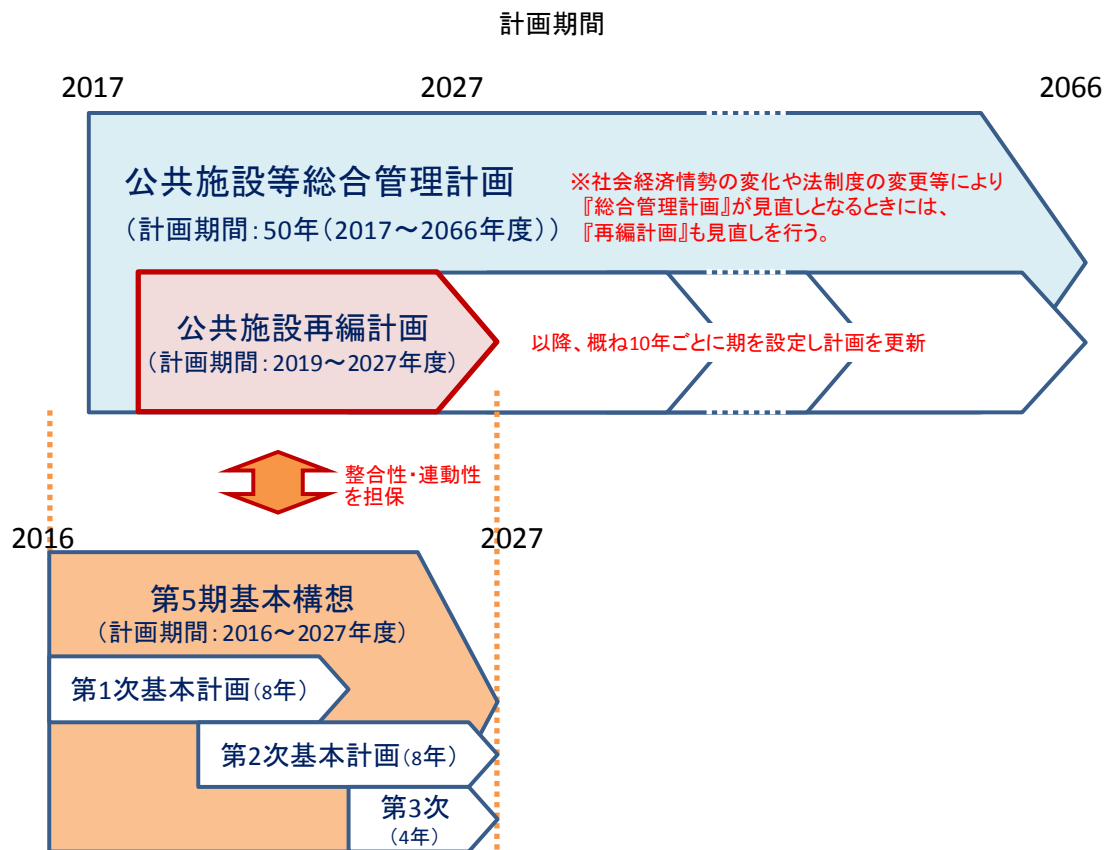 計画期間
2017
2027
2066
公共施設等総合管理計画
（計画期間：50年（2017～2066年度））
※社会経済情勢の変化や法制度の変更等により
『総合管理計画』が見直しとなるときには、
『再編計画』も見直しを行う。
公共施設再編計画
（計画期間：2019～2027年度）
以降、概ね10年ごとに期を設定し計画を更新
整合性・連動性
を担保
2016
2027
第5期基本構想
（計画期間：2016～2027年度）
第1次基本計画（8年）
第2次基本計画（8年）
第3次
（4年）